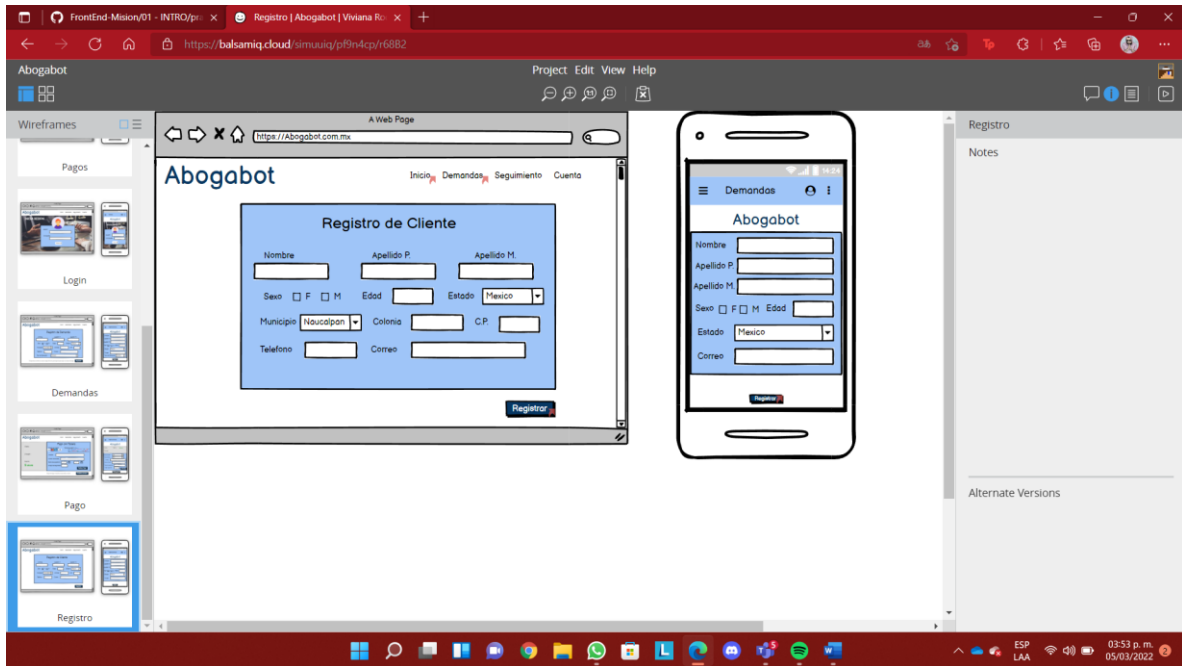 FrontEnd-Mision/01 - INTRO/pr
Registro | Abogabot | Viviana Ro
https://balsamiq.cloud/simuuiq/pf9n4cp/r6882
Abogabot
Project Edit View Help
Wireframes
Registro
Notes
Pagos
Login
Demandas
Pago
Registro
A Web Page
https://Abogabot.com.mx
Abogabot
Inicio Demandas Seguimiento Cuenta
Registro de Cliente
Nombre Apellido P. Apellido M.
Sexo F M Edad Estado Mexico
Municipio Naucalpan Colonia C.P.
Telefono Correo
Registrar
14:24
Demandas
Abogabot
Nombre
Apellido P.
Apellido M.
Sexo F M Edad
Estado Mexico
Correo
Registrar
Alternate Versions
ESP
LAA
03:53 p. m.
05/03/2022
2